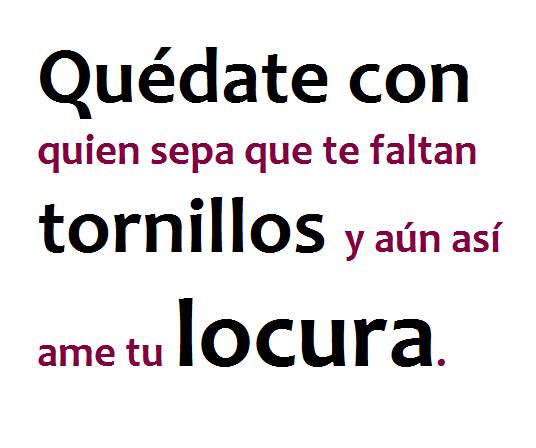 Quédate con
quien sepa que te faltan
tornillos y aún así
ame tu locura.